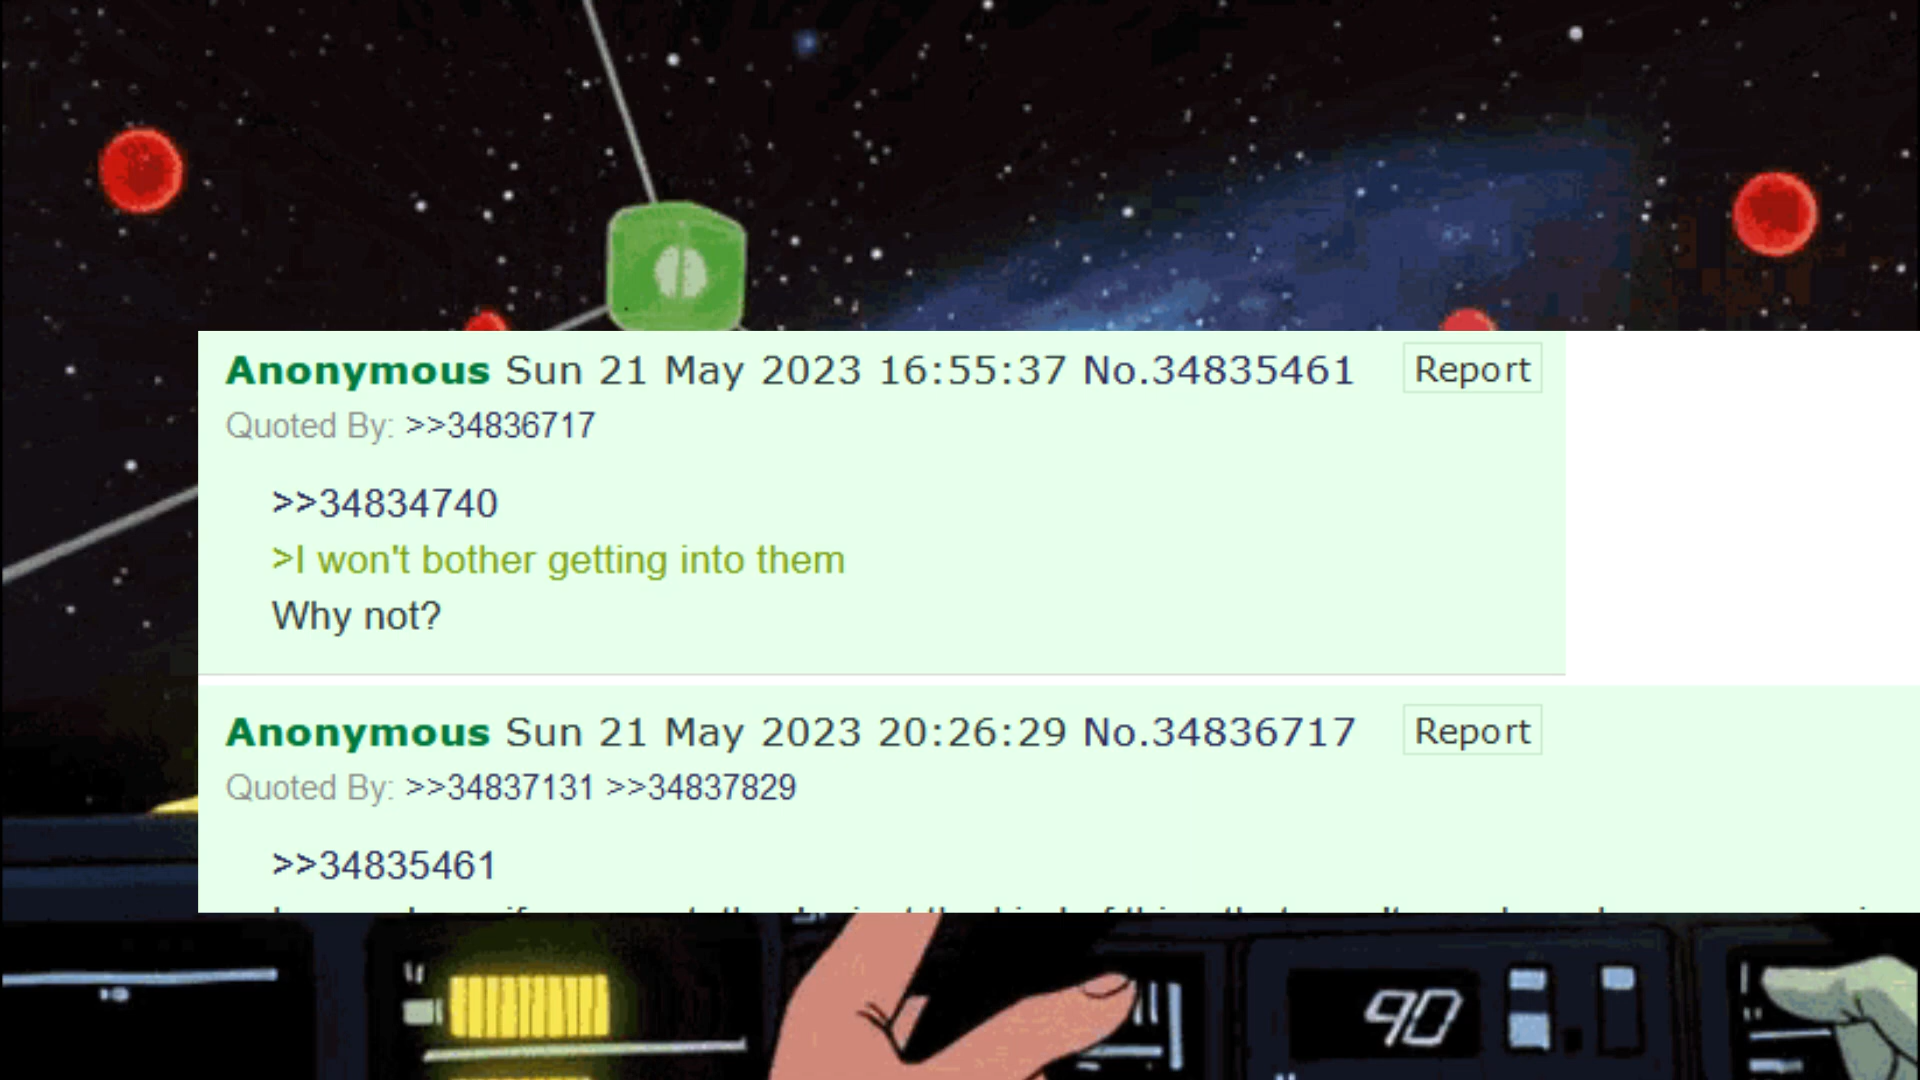 Anonymous Sun 21 May 2023 16:55:37 No.34835461 Report
Quoted By: >>34836717
>>34834740
>I won't bother getting into them
Why not?
Anonymous Sun 21 May 2023 20:26:29 No.34836717 Report
Quoted By: >>34837131 >>34837829
>>34835461
90